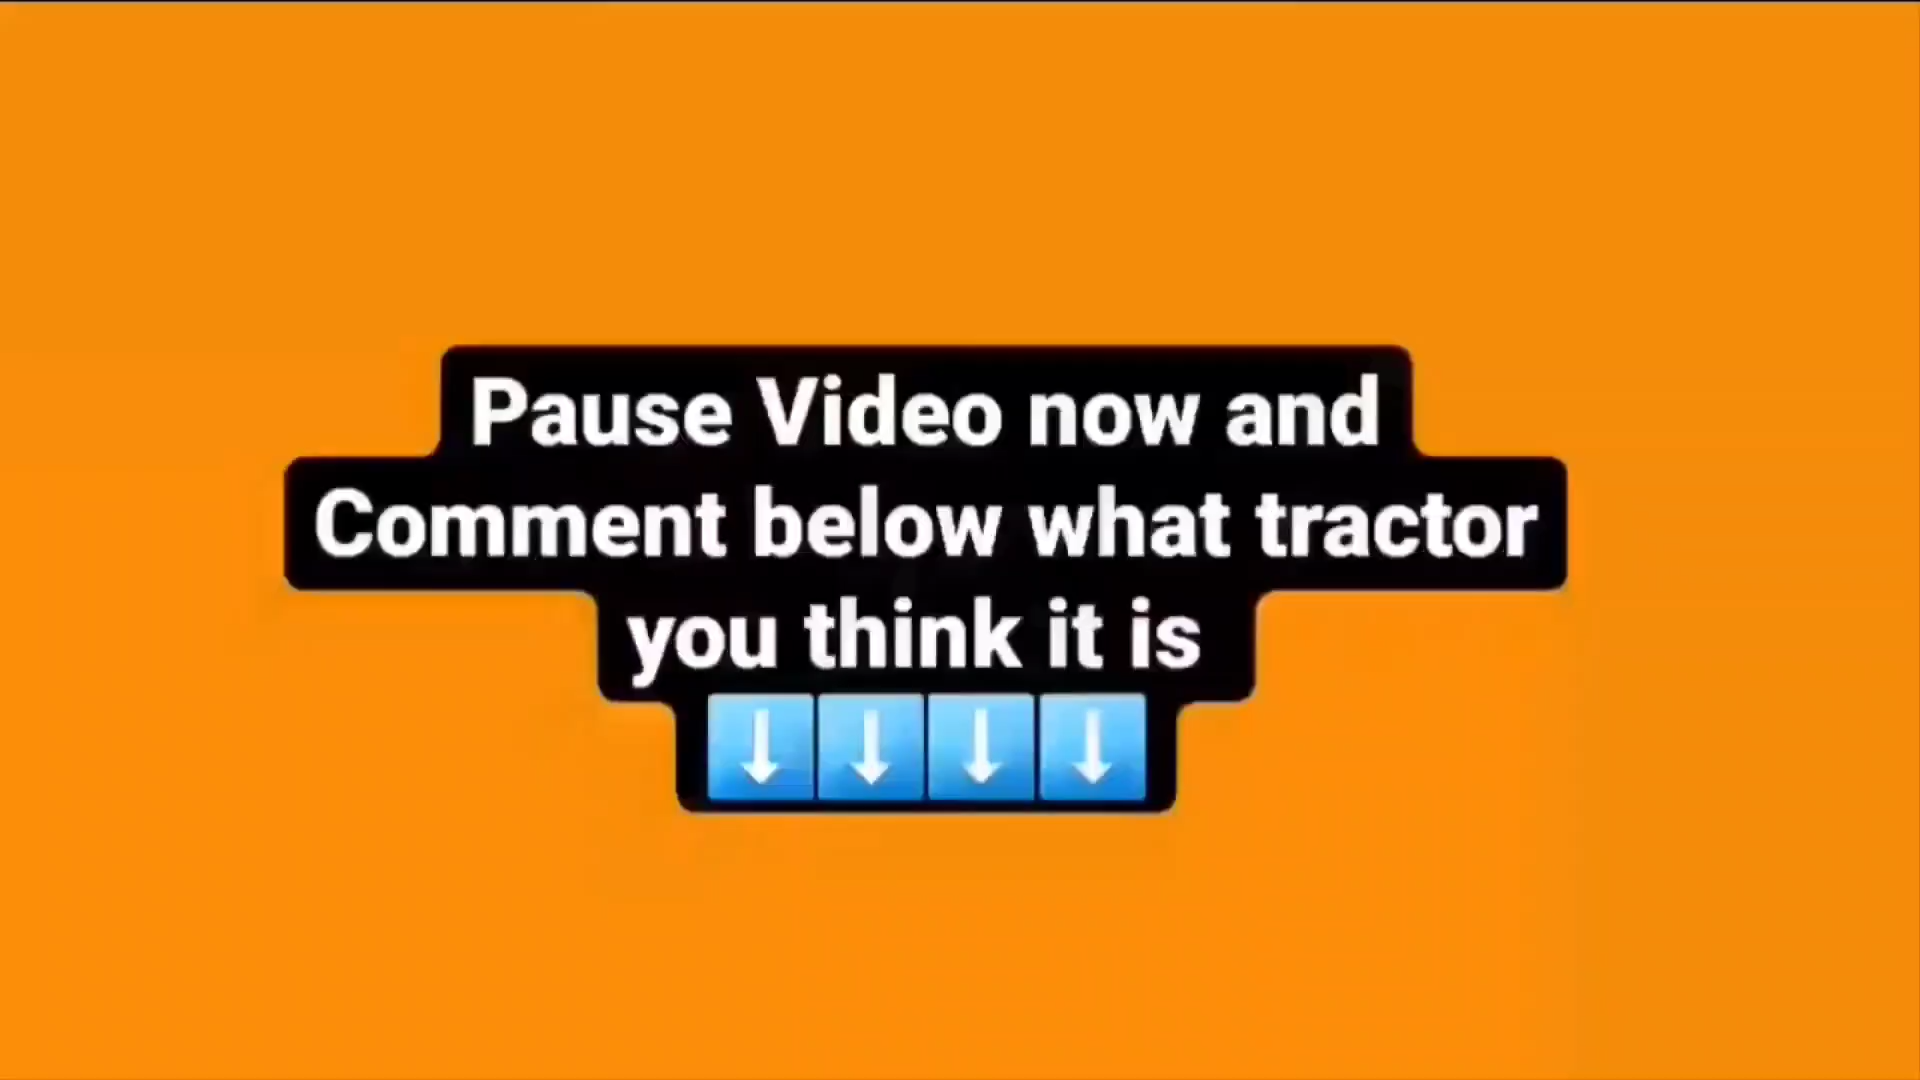 Pause Video now and
Comment below what tractor
you think it is
⬇️⬇️⬇️⬇️